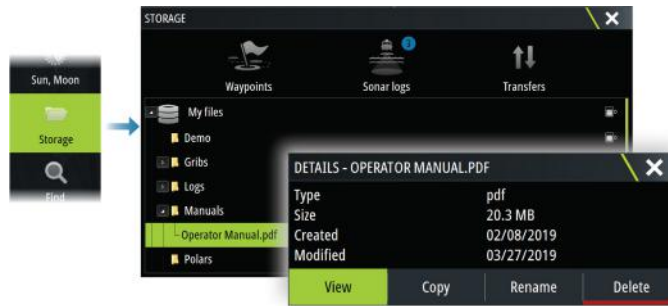 STORAGE
Waypoints
3
Sonar logs
Transfers
Sun, Moon
Storage
Find
My files
Demo
Gribs
Logs
Manuals
Operator Manual.pdf
Polars
DETAILS - OPERATOR MANUAL.PDF
Type pdf
Size 20.3 MB
Created 02/08/2019
Modified 03/27/2019
View Copy Rename Delete